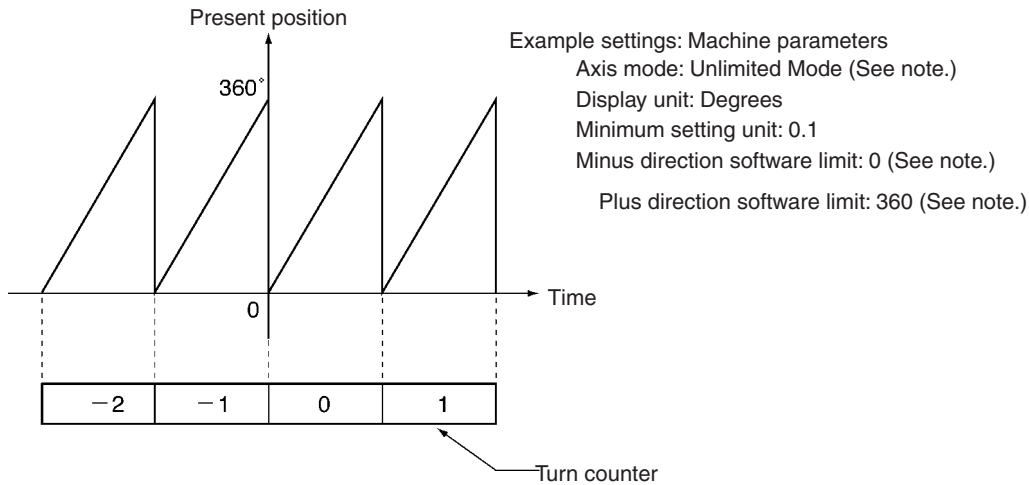 Present position
Example settings: Machine parameters
Axis mode: Unlimited Mode (See note.)
360°
Display unit: Degrees
Minimum setting unit: 0.1
Minus direction software limit: 0 (See note.)
Plus direction software limit: 360 (See note.)
Time
0
−2 −1 0 1
Turn counter